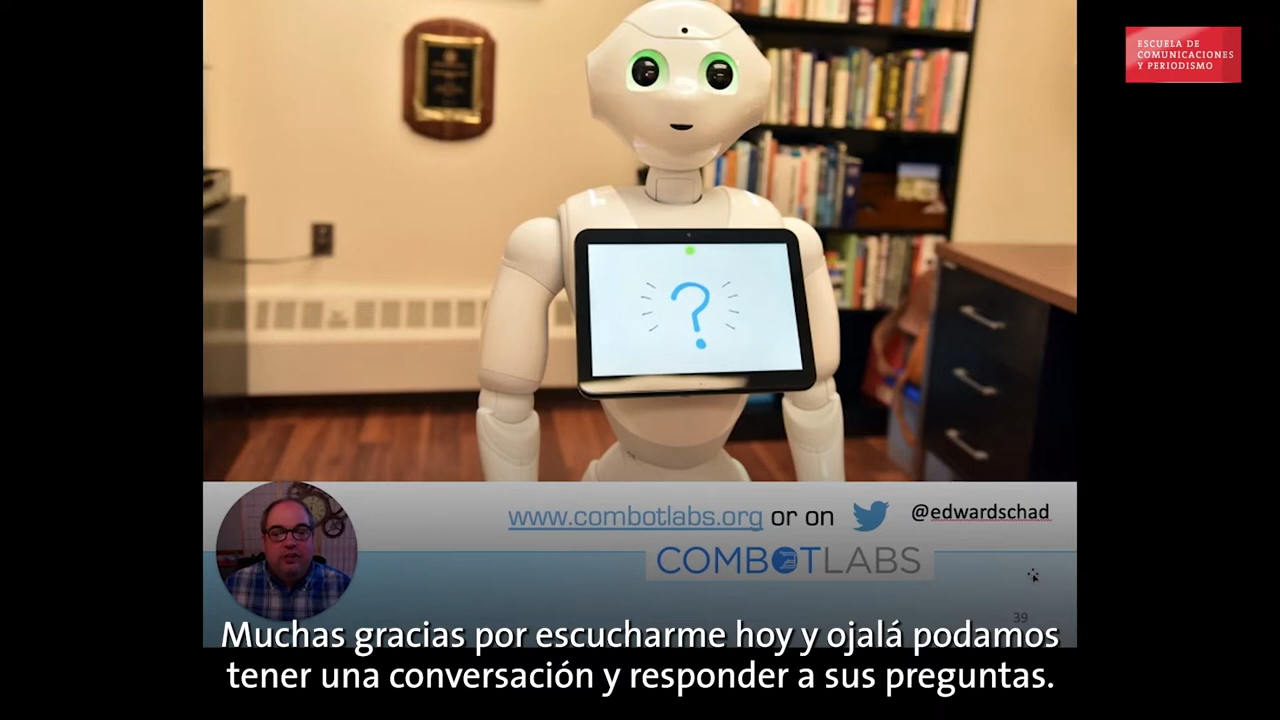 ESCUELA DE
COMUNICACIONES
Y PERIODISMO
?
www.combotlabs.org or on @edwardschad
COMBOTLABS
39
Muchas gracias por escucharme hoy y ojalá podamos
tener una conversación y responder a sus preguntas.